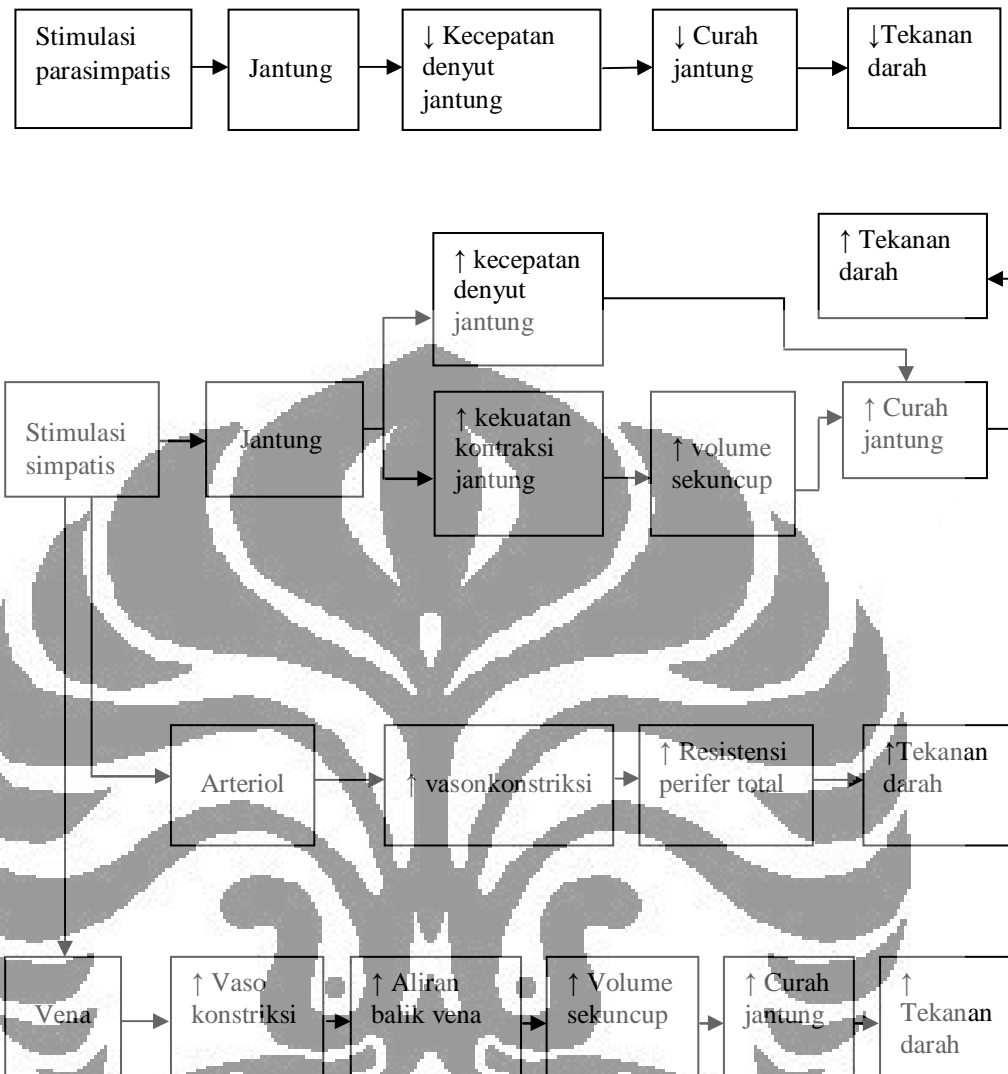 Stimulasi
parasimpatis
Jantung
↓ Kecepatan
denyut
jantung
↓ Curah
jantung
↓Tekanan
darah
↑ Tekanan
darah
↑ kecepatan
denyut
jantung
Stimulasi
simpatis
Jantung
↑ kekuatan
kontraksi
jantung
↑ volume
sekuncup
↑ Curah
jantung
Arteriol
↑ vasonkonstriksi
↑ Resistensi
perifer total
↑Tekanan
darah
Vena
↑ Vaso
konstriksi
↑ Aliran
balik vena
↑ Volume
sekuncup
↑ Curah
jantung
↑
Tekanan
darah